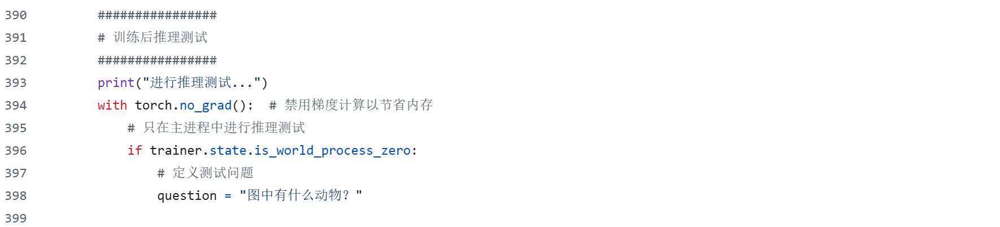 390 ################
391 # 训练后推理测试
392 ################
393 print("进行推理测试...")
394 with torch.no_grad():  # 禁用梯度计算以节省内存
395 # 只在主进程中进行推理测试
396 if trainer.state.is_world_process_zero:
397 # 定义测试问题
398 question = "图中有什么动物？"
399